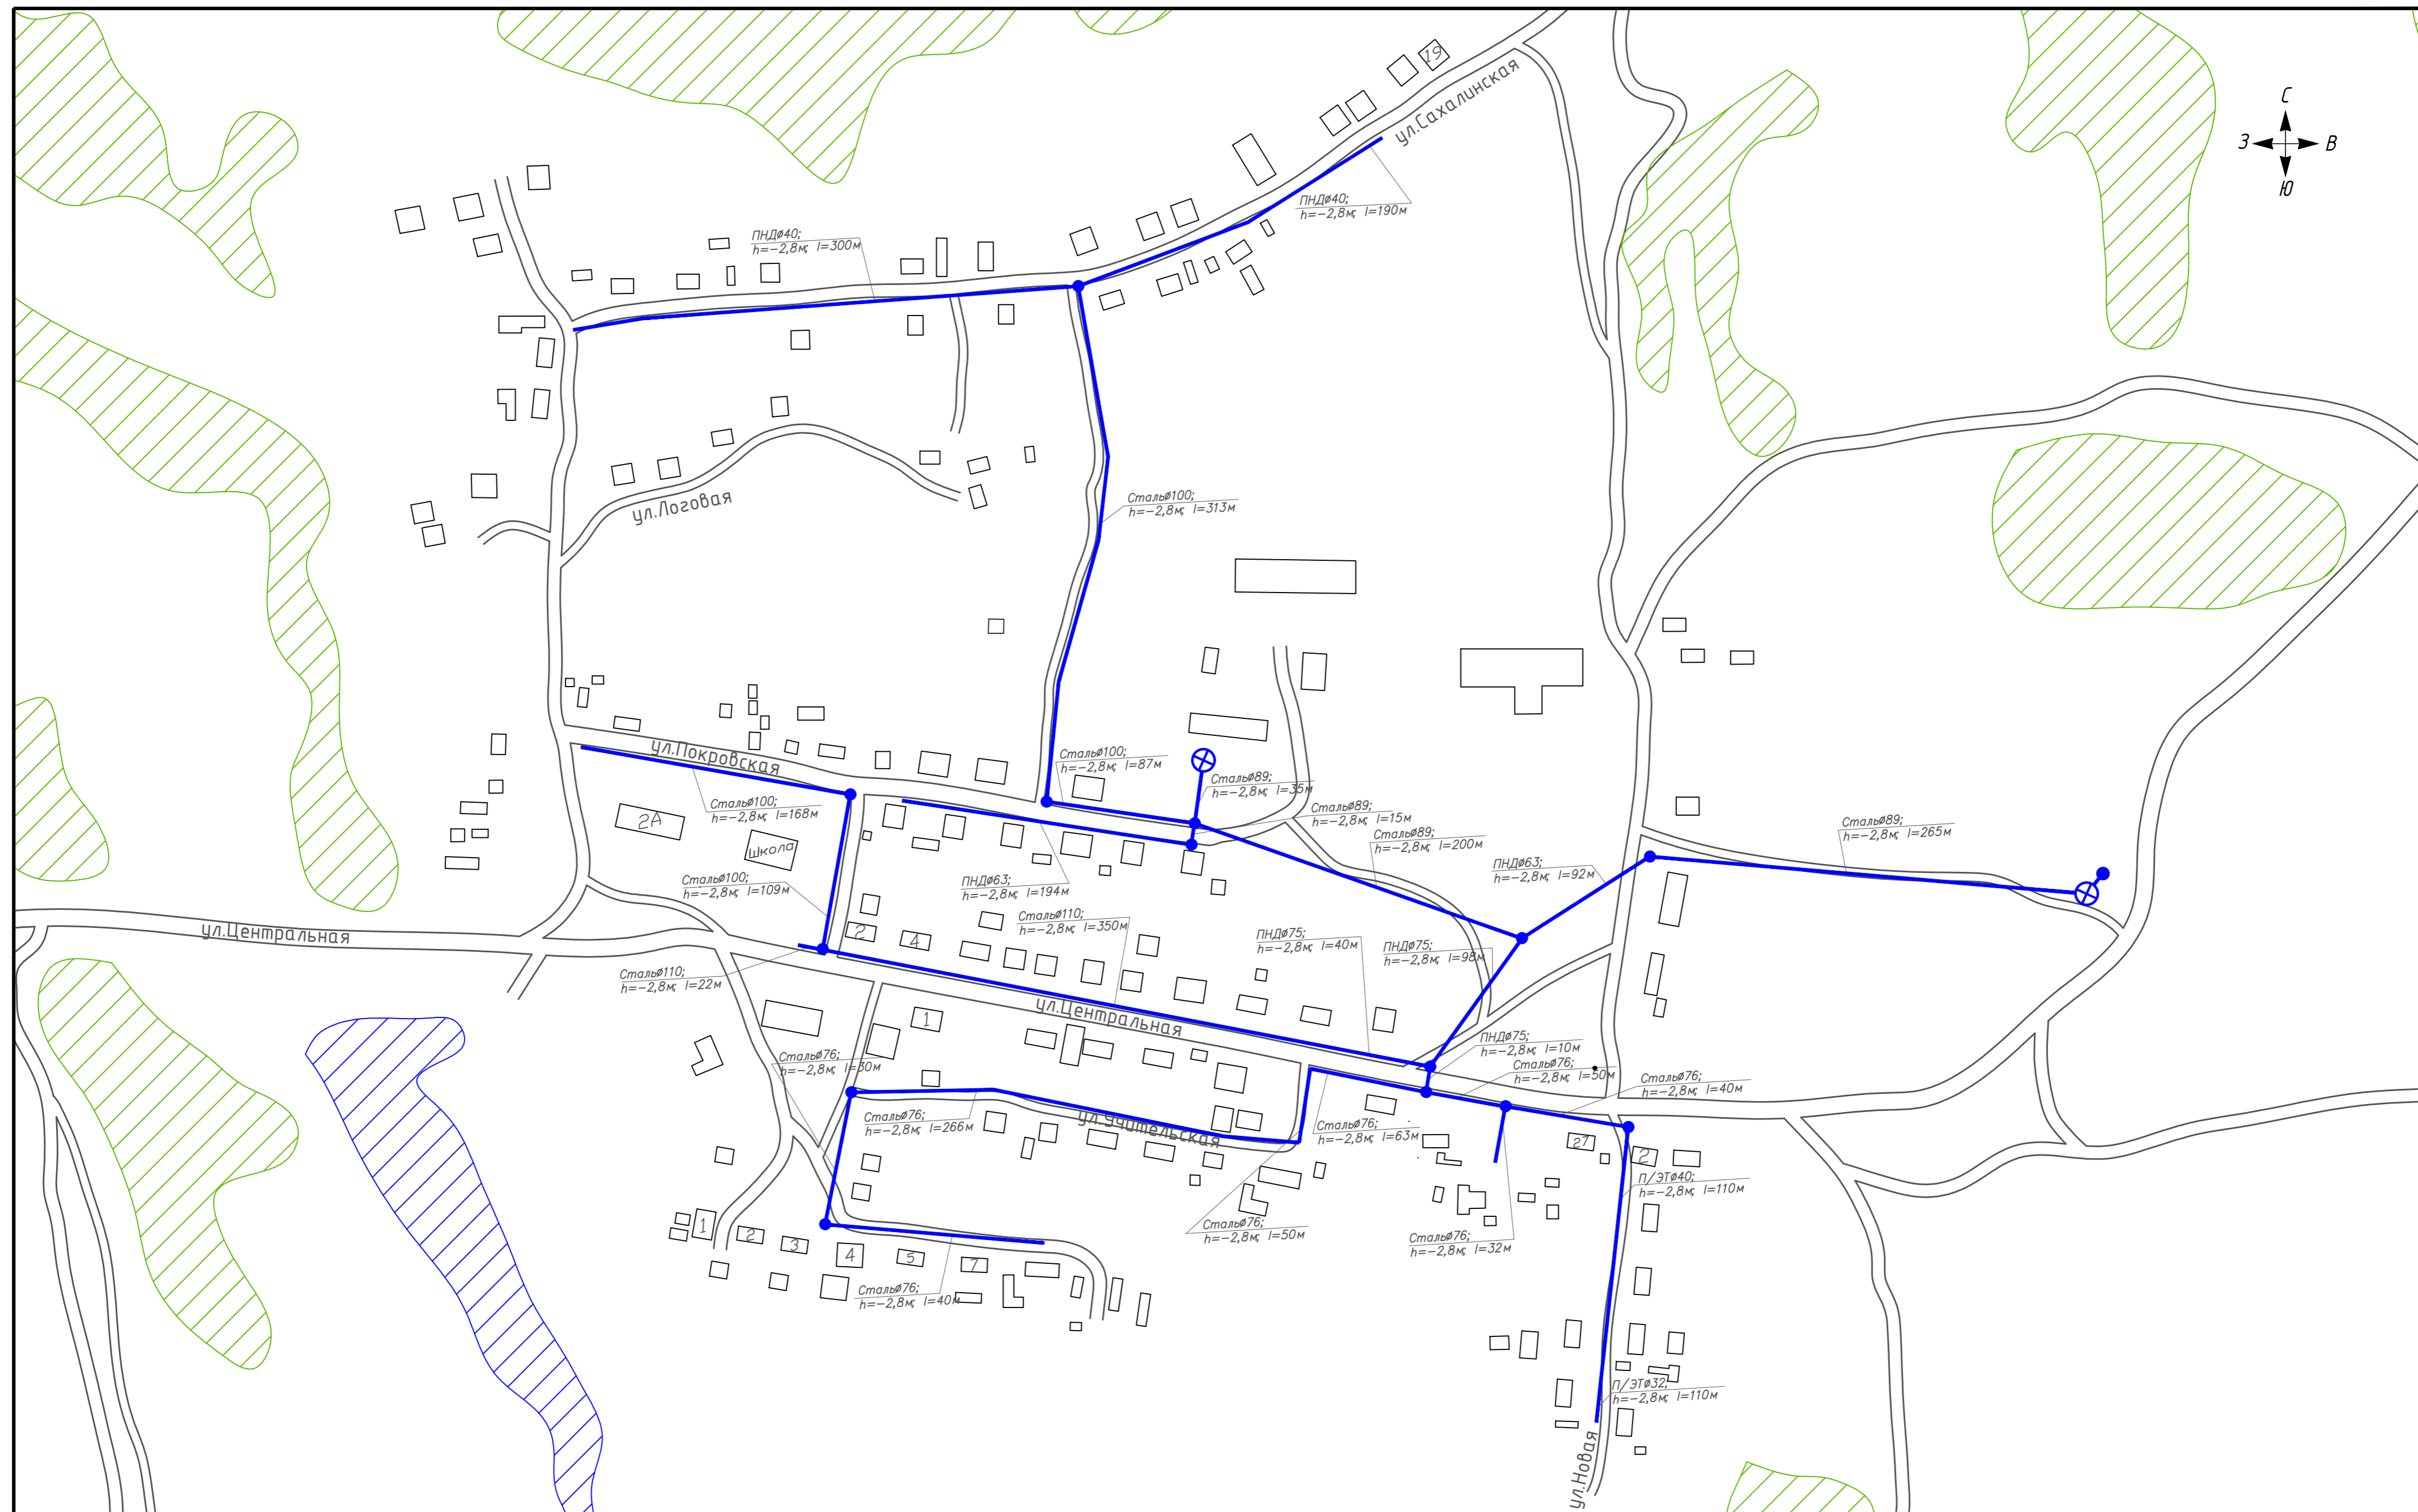 19
ул.Сахалинская
С
З
В
Ю
ПНДø40;
h=-2,8м; l=190м
ПНДø40;
h=-2,8м; l=300м
ул.Логовая
Стальø100;
h=-2,8м; l=313м
ул.Покровская
Стальø100;
h=-2,8м; l=87м
Стальø89;
h=-2,8м; l=35м
Стальø89;
h=-2,8м; l=15м
Стальø89;
h=-2,8м; l=200м
Стальø89;
h=-2,8м; l=265м
Стальø100;
h=-2,8м; l=168м
2А
Школа
ПНДø63;
h=-2,8м; l=92м
Стальø100;
h=-2,8м; l=109м
ПНДø63;
h=-2,8м; l=194м
Стальø110;
h=-2,8м; l=350м
ул.Центральная
2
4
ПНДø75;
h=-2,8м; l=40м
ПНДø75;
h=-2,8м; l=98м
Стальø110;
h=-2,8м; l=22м
1
ул.Центральная
ПНДø75;
h=-2,8м; l=10м
Стальø76;
h=-2,8м; l=30м
Стальø76;
h=-2,8м; l=50м
Стальø76;
h=-2,8м; l=40м
Стальø76;
h=-2,8м; l=266м
ул.Учительская
Стальø76;
h=-2,8м; l=63м
27
2
П/ЭТø40;
h=-2,8м; l=110м
1
2
3
4
5
7
Стальø76;
h=-2,8м; l=50м
Стальø76;
h=-2,8м; l=32м
Стальø76;
h=-2,8м; l=40м
П/ЭТø32;
h=-2,8м; l=110м
ул.Новая